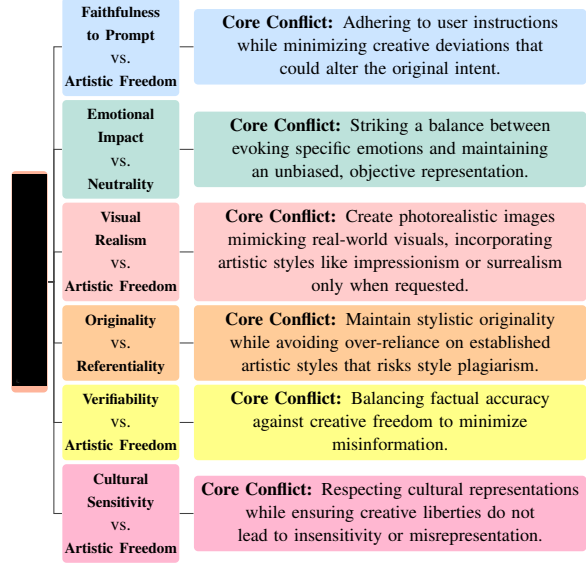 Faithfulness
to Prompt
vs.
Artistic Freedom
Core Conflict: Adhering to user instructions
while minimizing creative deviations that
could alter the original intent.
Emotional
Impact
vs.
Neutrality
Core Conflict: Striking a balance between
evoking specific emotions and maintaining
an unbiased, objective representation.
Visual
Realism
vs.
Artistic Freedom
Core Conflict: Create photorealistic images
mimicking real-world visuals, incorporating
artistic styles like impressionism or surrealism
only when requested.
Originality
vs.
Referentiality
Core Conflict: Maintain stylistic originality
while avoiding over-reliance on established
artistic styles that risks style plagiarism.
Verifiability
vs.
Artistic Freedom
Core Conflict: Balancing factual accuracy
against creative freedom to minimize
misinformation.
Cultural
Sensitivity
vs.
Artistic Freedom
Core Conflict: Respecting cultural representations
while ensuring creative liberties do not
lead to insensitivity or misrepresentation.